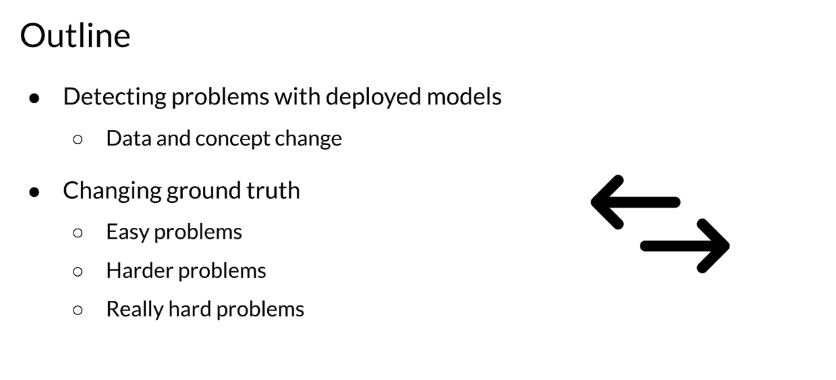 Outline
● Detecting problems with deployed models
○ Data and concept change
● Changing ground truth
○ Easy problems
○ Harder problems
○ Really hard problems